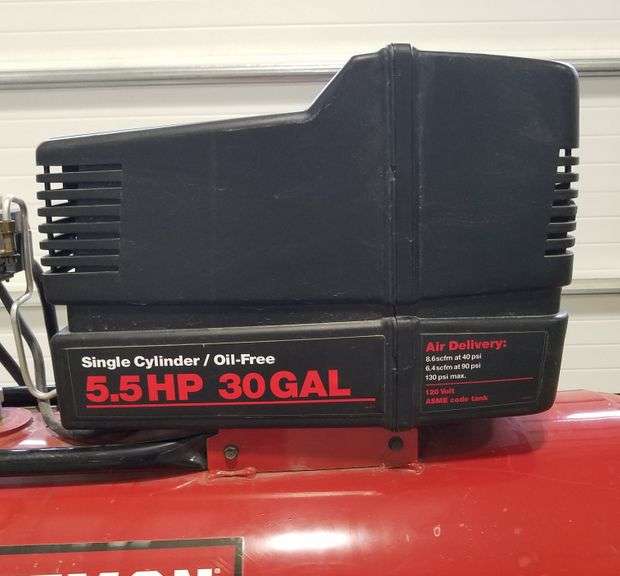 Single Cylinder / Oil-Free
5.5HP 30GAL
Air Delivery:
8.6scfm at 40 psi
6.4scfm at 90 psi
130 psi max.
120 Volt
ASME code tank